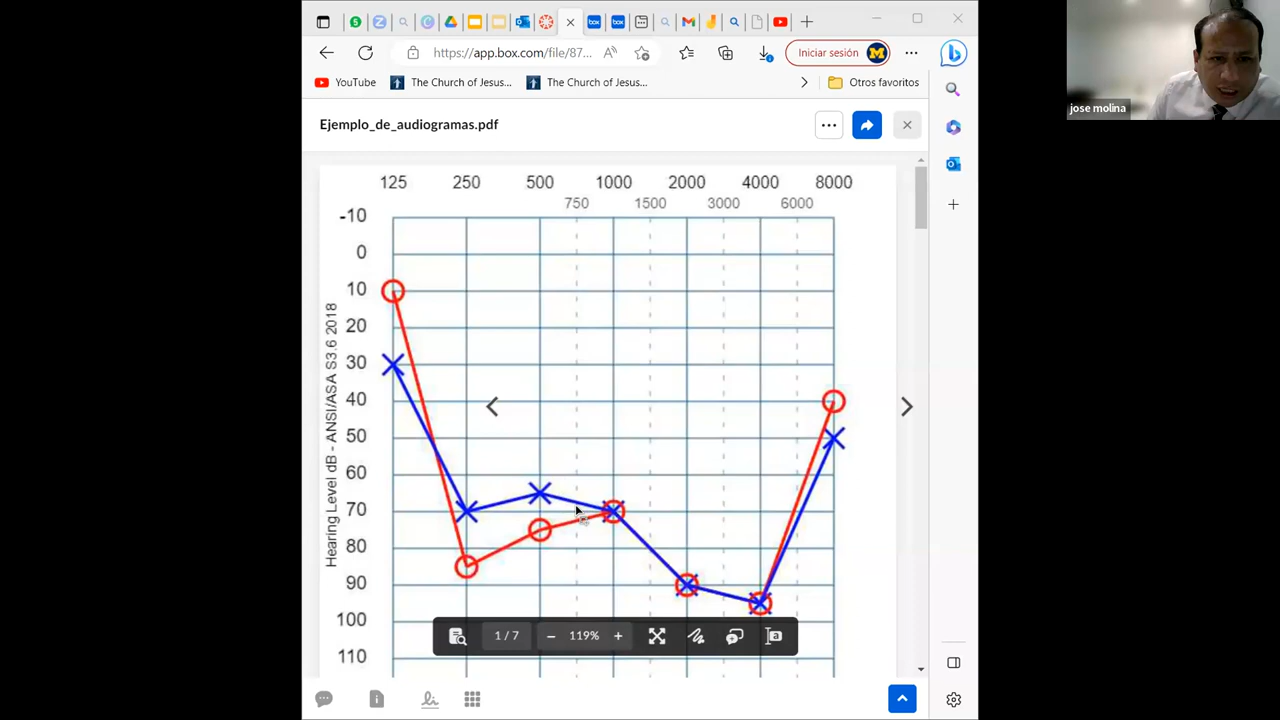 https://app.box.com/file/87...
Iniciar sesión
YouTube
The Church of Jesus...
The Church of Jesus...
Otros favoritos
jose molina
Ejemplo_de_audiogramas.pdf
125 250 500 1000 2000 4000 8000
750 1500 3000 6000
-10
0
10
20
30
40
50
60
70
80
90
100
110
Hearing Level dB - ANSI/ASA S3.6 2018
1 / 7
119%